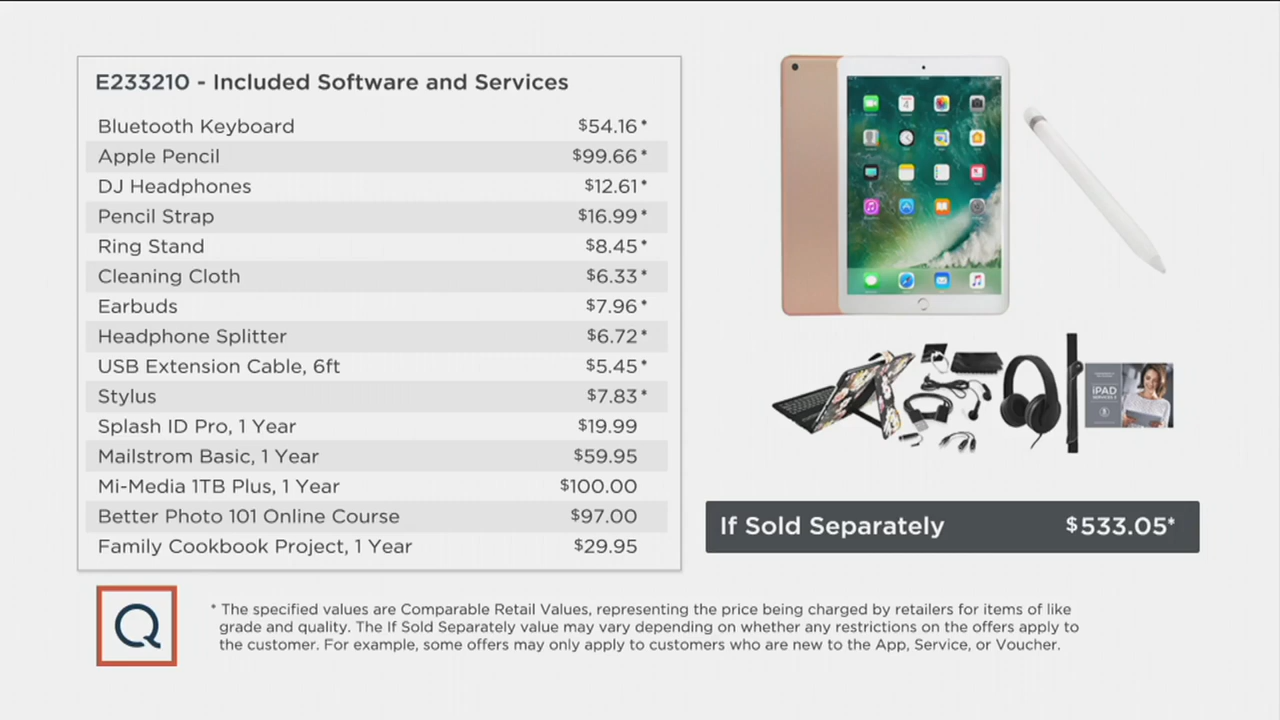 E233210 - Included Software and Services
Bluetooth Keyboard $54.16*
Apple Pencil $99.66*
DJ Headphones $12.61*
Pencil Strap $16.99*
Ring Stand $8.45*
Cleaning Cloth $6.33*
Earbuds $7.96*
Headphone Splitter $6.72*
USB Extension Cable, 6ft $5.45*
Stylus $7.83*
Splash ID Pro, 1 Year $19.99
Mailstrom Basic, 1 Year $59.95
Mi-Media 1TB Plus, 1 Year $100.00
Better Photo 101 Online Course $97.00
Family Cookbook Project, 1 Year $29.95
iPAD
If Sold Separately $533.05*
Q
* The specified values are Comparable Retail Values, representing the price being charged by retailers for items of like
grade and quality. The If Sold Separately value may vary depending on whether any restrictions on the offers apply to
the customer. For example, some offers may only apply to customers who are new to the App, Service, or Voucher.